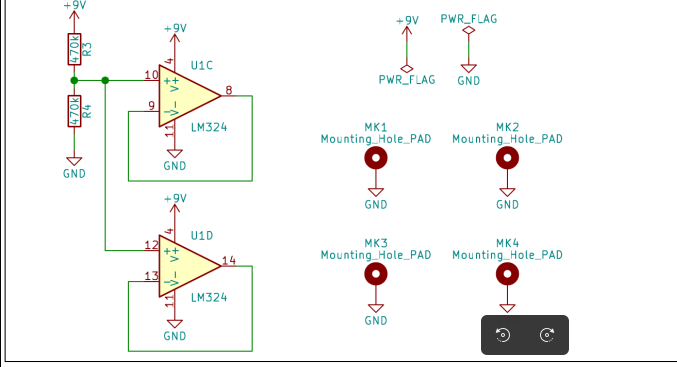 +9V
470k
R3
470k
R4
GND
+9V
4
U1C
10
+
V+
8
9
-
V-
11
LM324
GND
+9V
4
U1D
12
+
V+
14
13
-
V-
11
LM324
GND
+9V
PWR_FLAG
PWR_FLAG
GND
MK1
Mounting_Hole_PAD
GND
MK2
Mounting_Hole_PAD
GND
MK3
Mounting_Hole_PAD
GND
MK4
Mounting_Hole_PAD